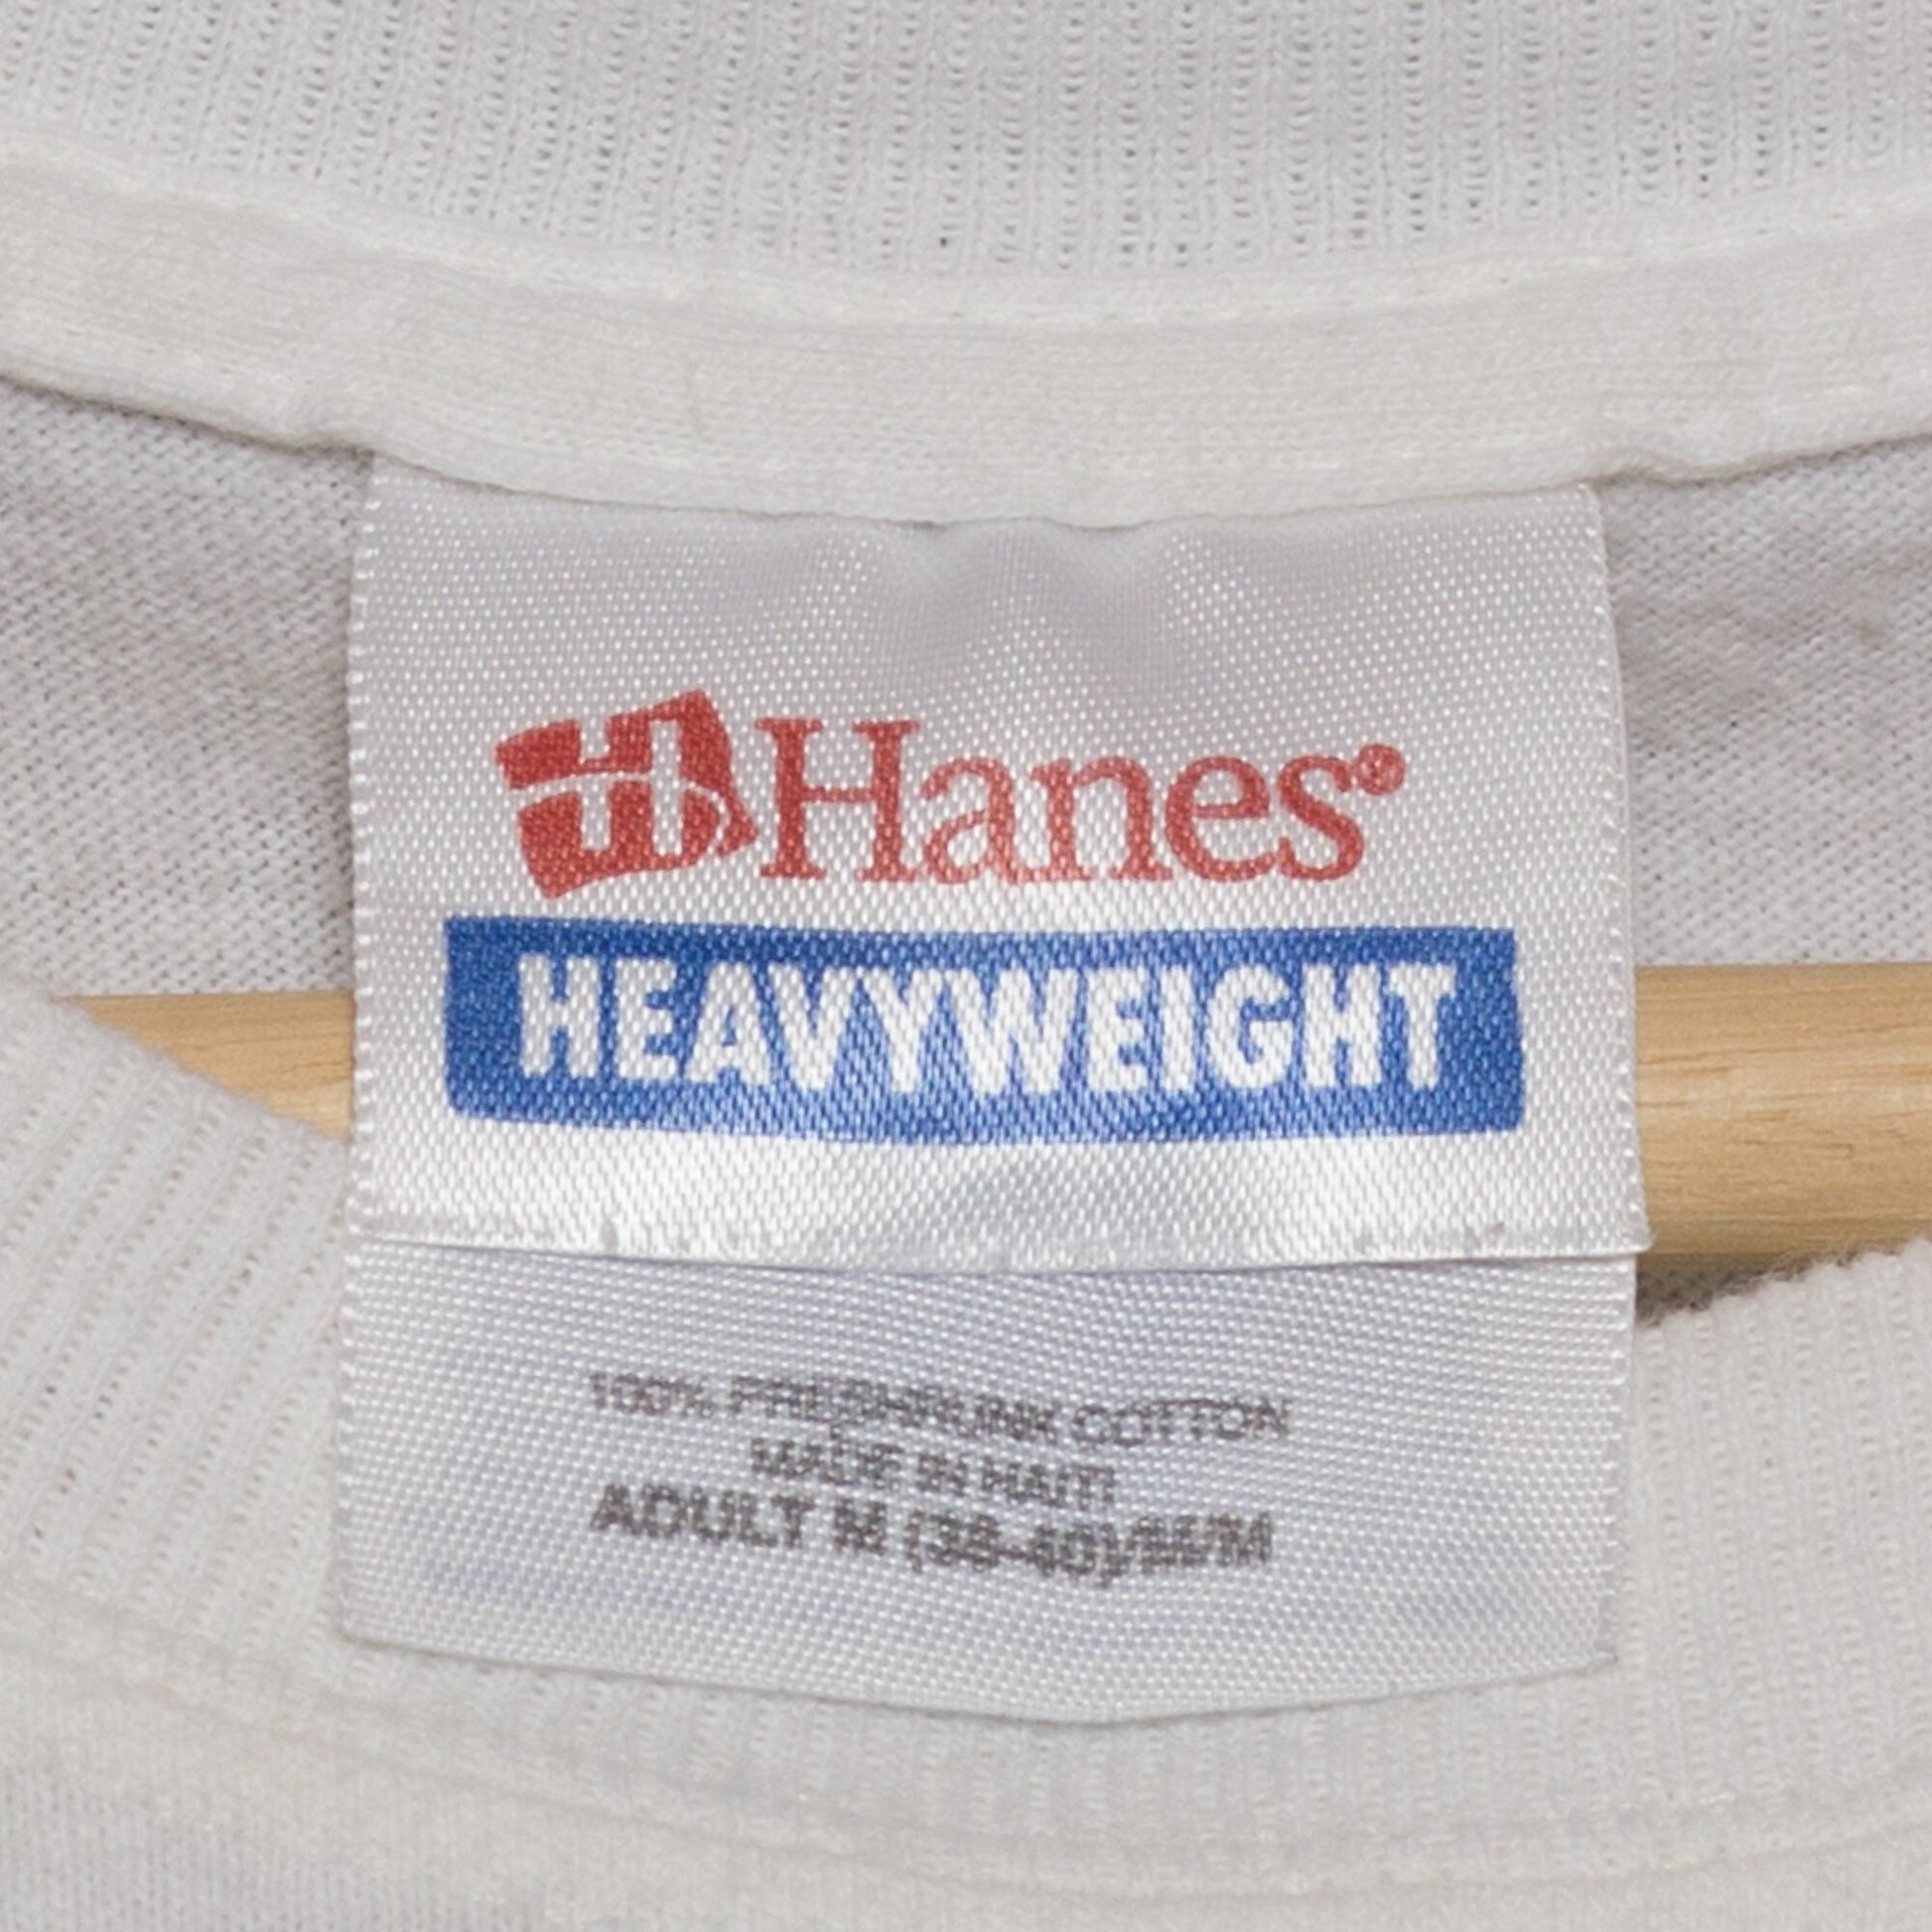 Hanes®
HEAVYWEIGHT
100% PRESHRUNK COTTON
MADE IN HAITI
ADULT M (38-40)/M/M